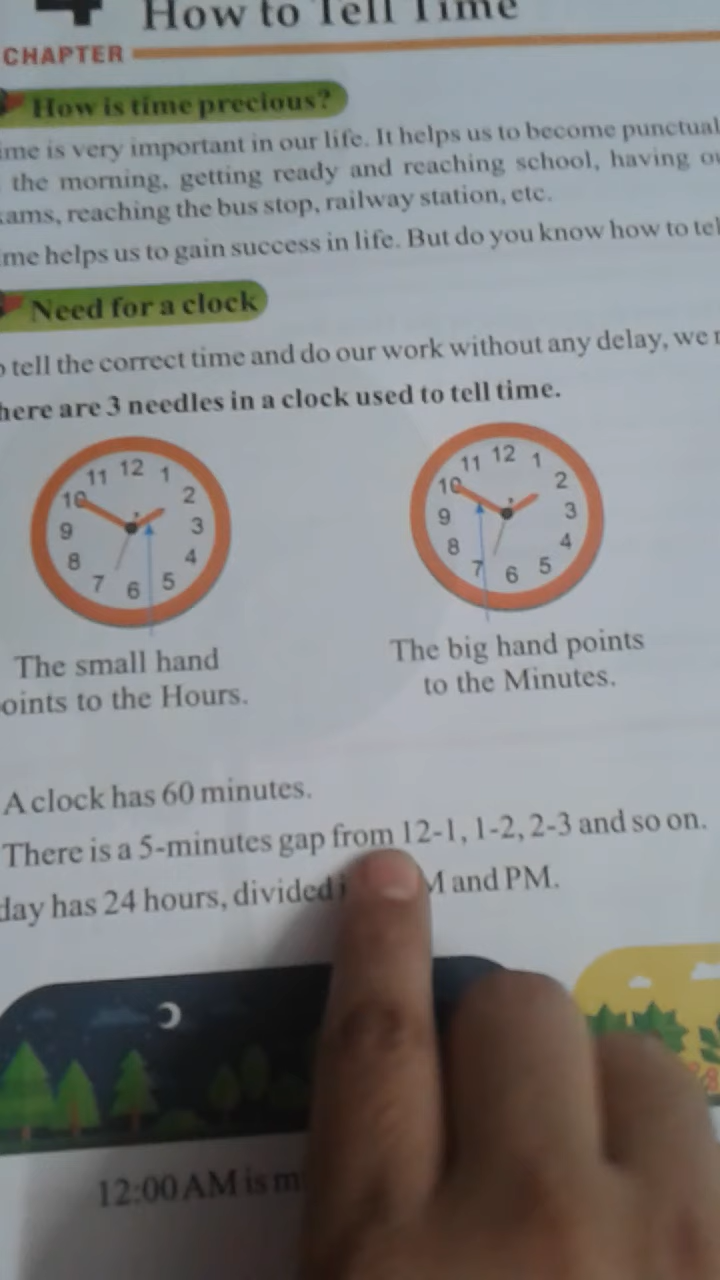 How to Tell Time
CHAPTER
How is time precious?
ime is very important in our life. It helps us to become punctual
the morning, getting ready and reaching school, having
ams, reaching the bus stop, railway station, etc.
me helps us to gain success in life. But do you know how to tel
Need for a clock
tell the correct time and do our work without any delay, we
here are 3 needles in a clock used to tell time.
11 12 1
10 2
9 3
8 4
7 6 5
11 12 1
10 2
9 3
8 4
7 6 5
The small hand
oints to the Hours.
The big hand points
to the Minutes.
A clock has 60 minutes.
There is a 5-minutes gap from 12-1, 1-2, 2-3 and so on.
day has 24 hours, divided M and PM.
12:00 AM is m